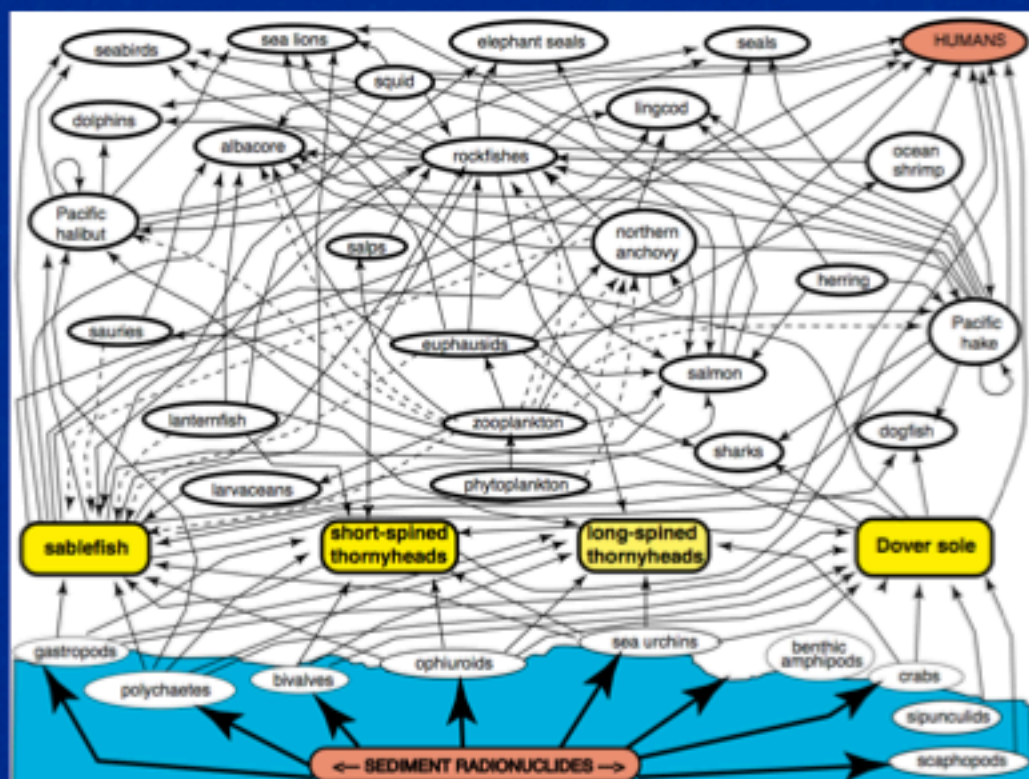 seabirds
sea lions
elephant seals
seals
HUMANS
squid
dolphins
lingcod
albacore
rockfishes
ocean
shrimp
Pacific
halibut
salps
northern
anchovy
herring
sauries
euphausids
Pacific
hake
salmon
lanternfish
zooplankton
dogfish
sharks
larvaceans
phytoplankton
sablefish
short-spined
thornyheads
long-spined
thornyheads
Dover sole
gastropods
polychaetes
bivalves
ophiuroids
sea urchins
benthic
amphipods
crabs
sipunculids
scaphopods
<— SEDIMENT RADIONUCLIDES —>